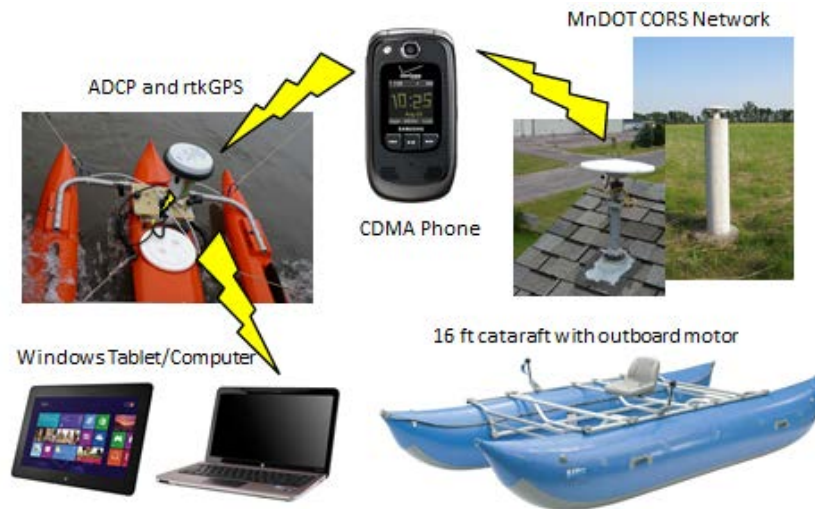 MnDOT CORS Network
ADCP and rtkGPS
10:25
SAMSUNG
CDMA Phone
Windows Tablet/Computer
16 ft cataraft with outboard motor